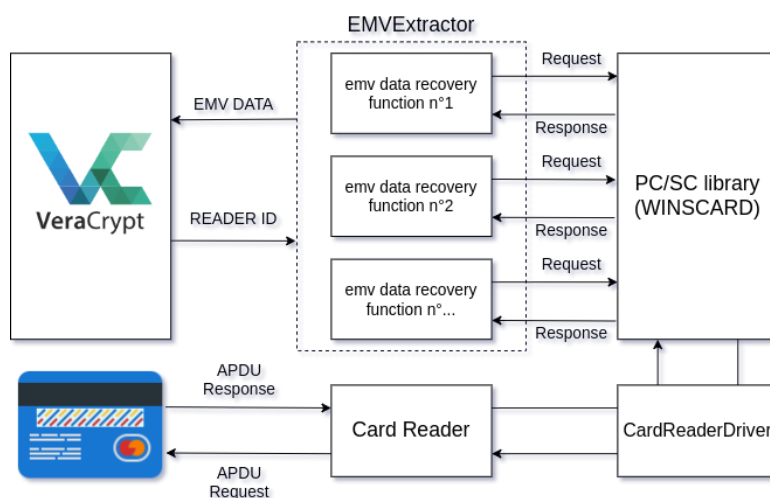 EMVExtractor
emv data recovery
function n°1
Request
Response
EMV DATA
VeraCrypt
READER ID
emv data recovery
function n°2
Request
Response
PC/SC library
(WINSCARD)
emv data recovery
function n°...
Request
Response
APDU
Response
Card Reader
CardReaderDriver
APDU
Request